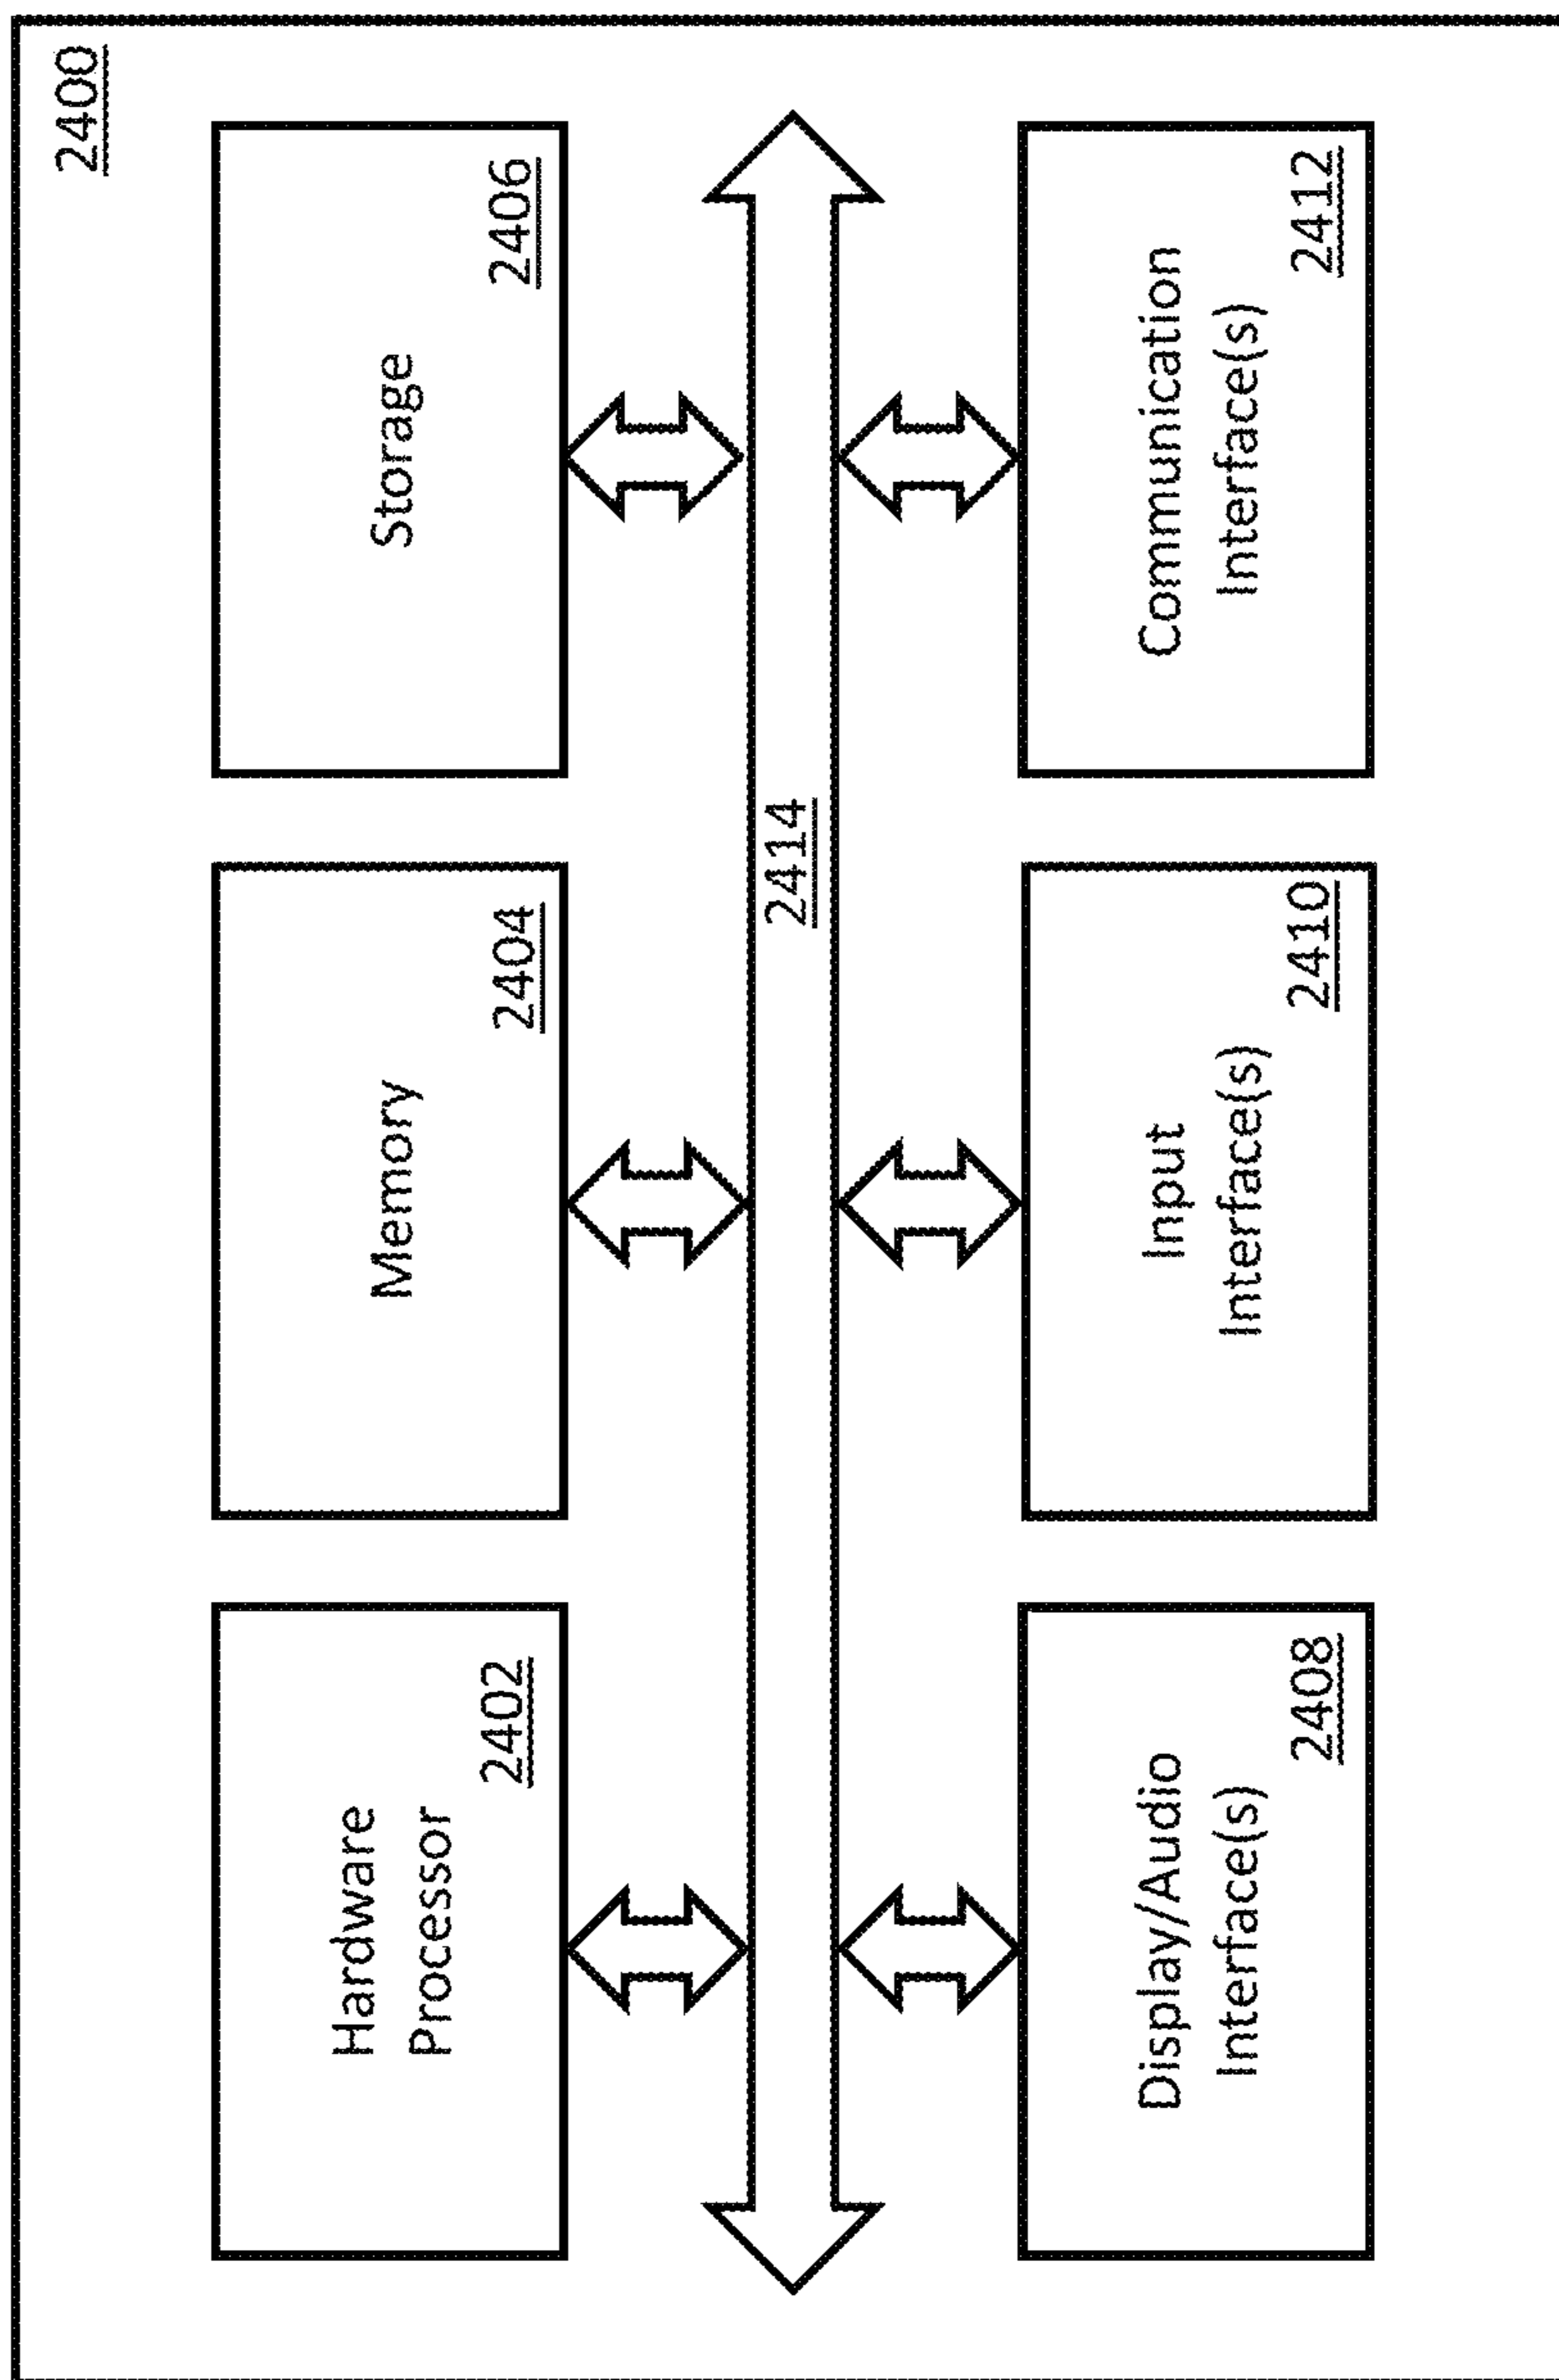 2400
Hardware
Processor
2402
Memory
2404
Storage
2406
2414
Display/Audio
Interface(s)
2408
Input
Interface(s)
2410
Communication
Interface(s)
2412